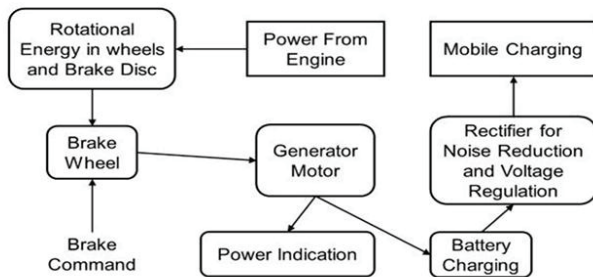 Rotational
Energy in wheels
and Brake Disc
Power From
Engine
Mobile Charging
Brake
Wheel
Generator
Motor
Rectifier for
Noise Reduction
and Voltage
Regulation
Brake
Command
Power Indication
Battery
Charging